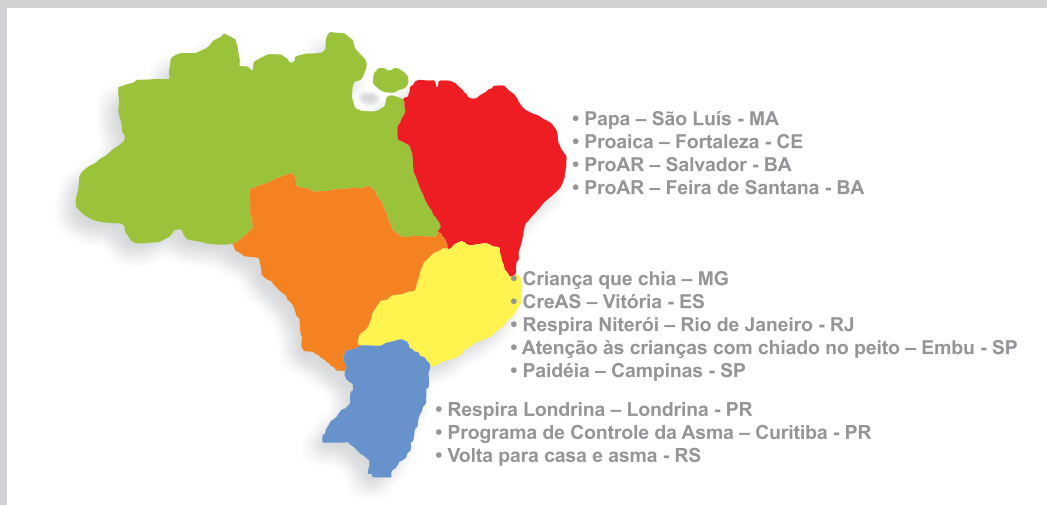 • Papa – São Luís - MA
• Proaica – Fortaleza - CE
• ProAR – Salvador - BA
• ProAR – Feira de Santana - BA
• Criança que chia – MG
• CreAS – Vitória - ES
• Respira Niterói – Rio de Janeiro - RJ
• Atenção às crianças com chiado no peito – Embu - SP
• Paidéia – Campinas - SP
• Respira Londrina – Londrina - PR
• Programa de Controle da Asma – Curitiba - PR
• Volta para casa e asma - RS